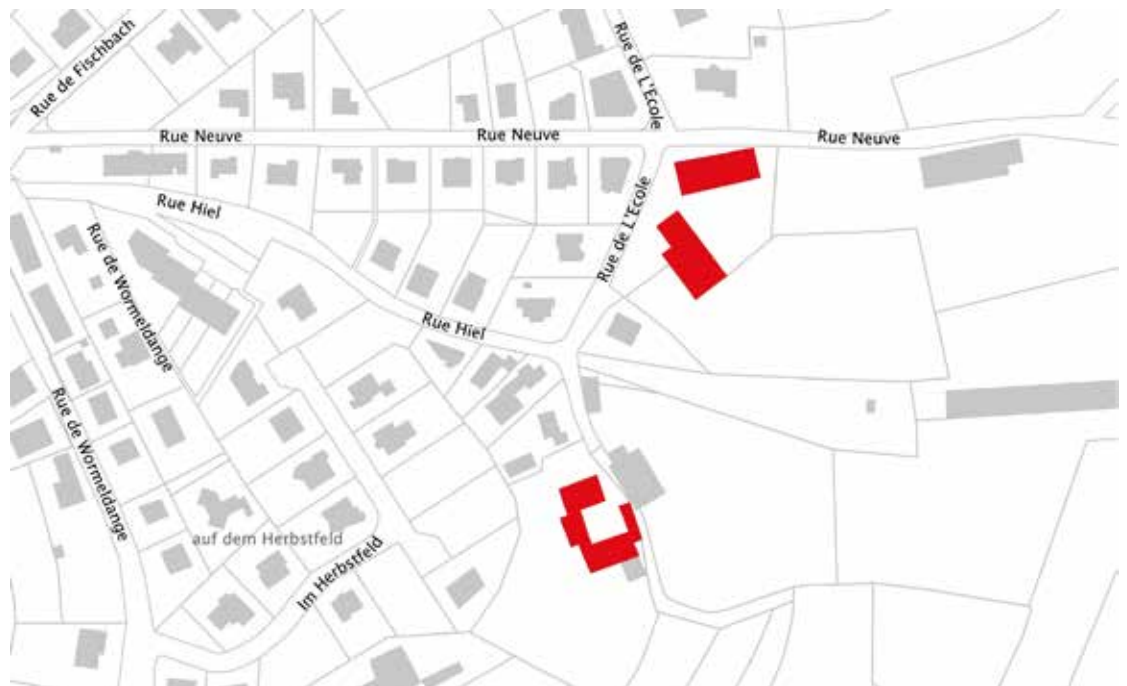 Rue de Fischbach
Rue de L'Ecole
Rue Neuve
Rue Neuve
Rue Neuve
Rue Hiel
Rue de L'Ecole
Rue de Wormeldange
Rue Hiel
Rue de Wormeldange
auf dem Herbstfeld
Im Herbstfeld